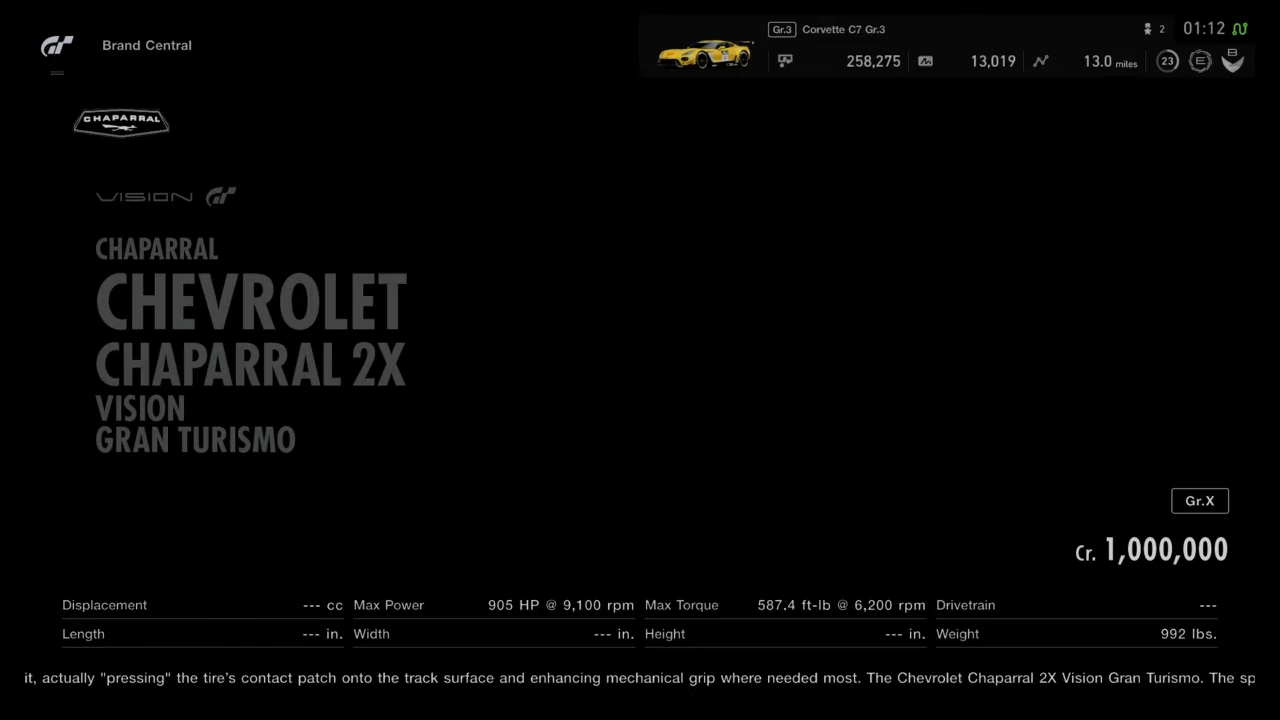 Brand Central
Gr.3 Corvette C7 Gr.3
2 01:12
258,275 13,019 13.0 miles 23 E B
CHAPARRAL
VISION GT
CHAPARRAL
CHEVROLET
CHAPARRAL 2X
VISION
GRAN TURISMO
Gr.X
Cr. 1,000,000
Displacement --- cc Max Power 905 HP @ 9,100 rpm Max Torque 587.4 ft-lb @ 6,200 rpm Drivetrain ---
Length --- in. Width --- in. Height --- in. Weight 992 lbs.
it, actually "pressing" the tire's contact patch onto the track surface and enhancing mechanical grip where needed most. The Chevrolet Chaparral 2X Vision Gran Turismo. The sp